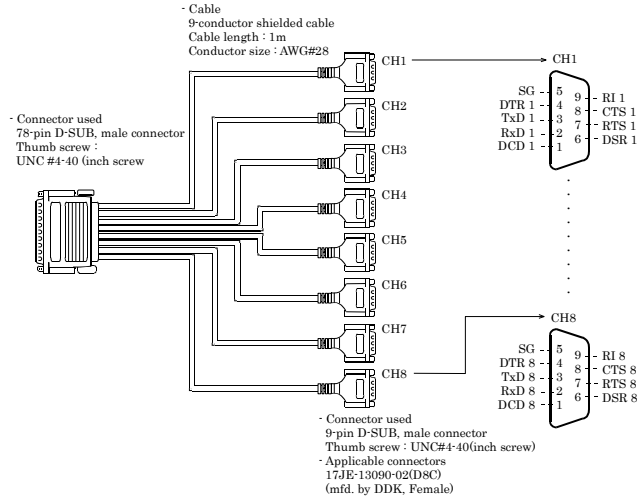 - Cable
9-conductor shielded cable
Cable length : 1m
Conductor size : AWG#28
- Connector used
78-pin D-SUB, male connector
Thumb screw :
UNC #4-40 (inch screw
CH1
CH2
CH3
CH4
CH5
CH6
CH7
CH8
CH1
SG 5
DTR 1 4
TxD 1 3
RxD 1 2
DCD 1 1
9 RI 1
8 CTS 1
7 RTS 1
6 DSR 1
CH8
SG 5
DTR 8 4
TxD 8 3
RxD 8 2
DCD 8 1
9 RI 8
8 CTS 8
7 RTS 8
6 DSR 8
- Connector used
9-pin D-SUB, male connector
Thumb screw : UNC#4-40(inch screw)
- Applicable connectors
17JE-13090-02(D8C)
(mfd. by DDK, Female)